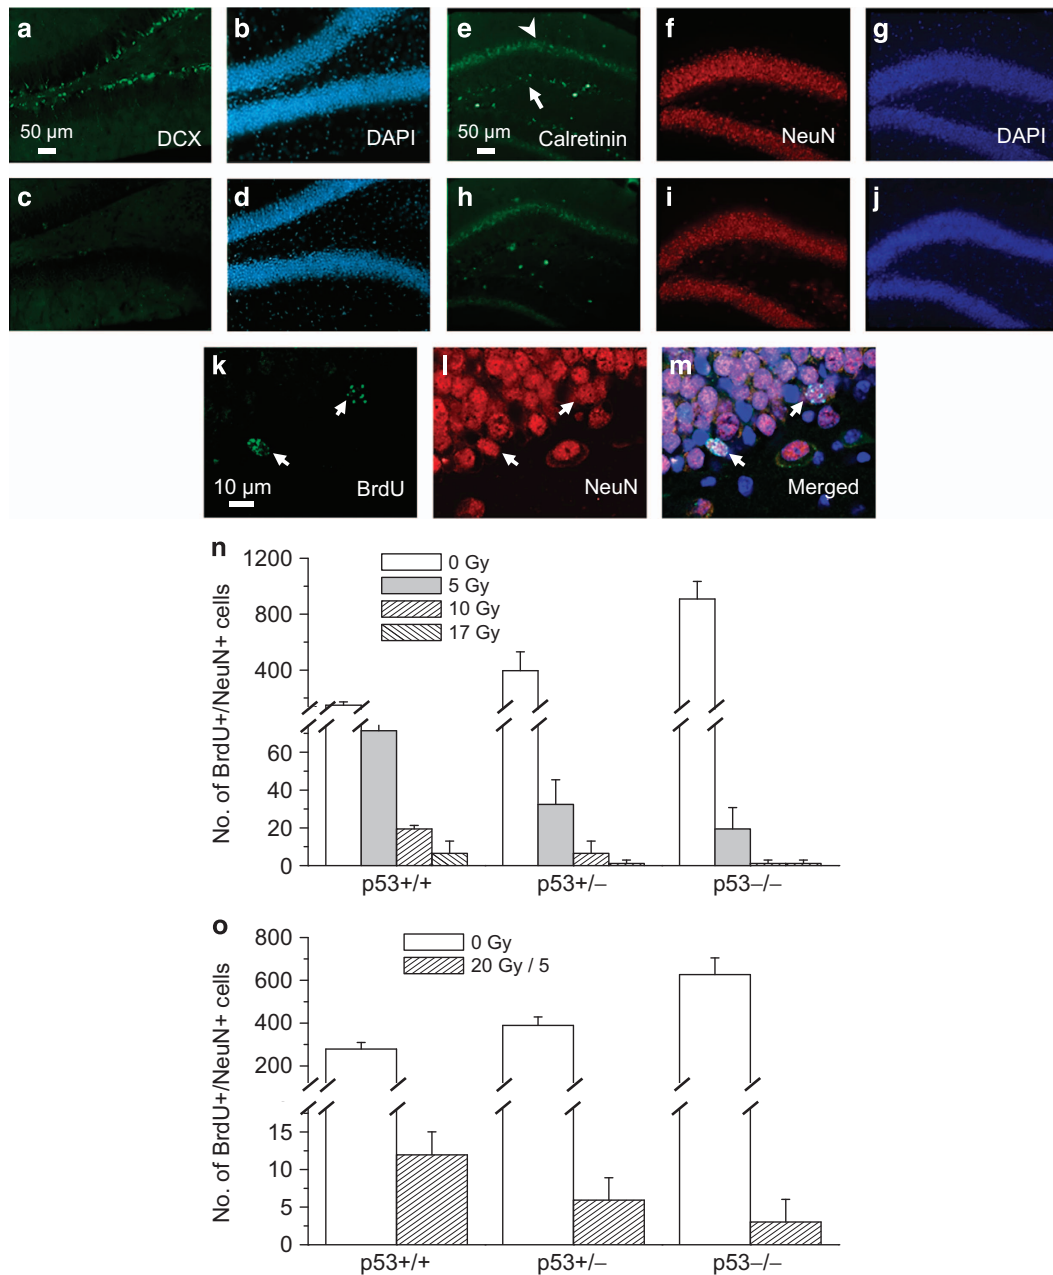 a
b
e
f
g
50 µm
DCX
DAPI
50 µm
Calretinin
NeuN
DAPI
c
d
h
i
j
k
l
m
10 µm
BrdU
NeuN
Merged
n
No. of BrdU+/NeuN+ cells
1200
800
400
60
40
20
0
0 Gy
5 Gy
10 Gy
17 Gy
p53+/+
p53+/–
p53–/–
o
No. of BrdU+/NeuN+ cells
800
600
400
200
15
10
5
0
0 Gy
20 Gy / 5
p53+/+
p53+/–
p53–/–